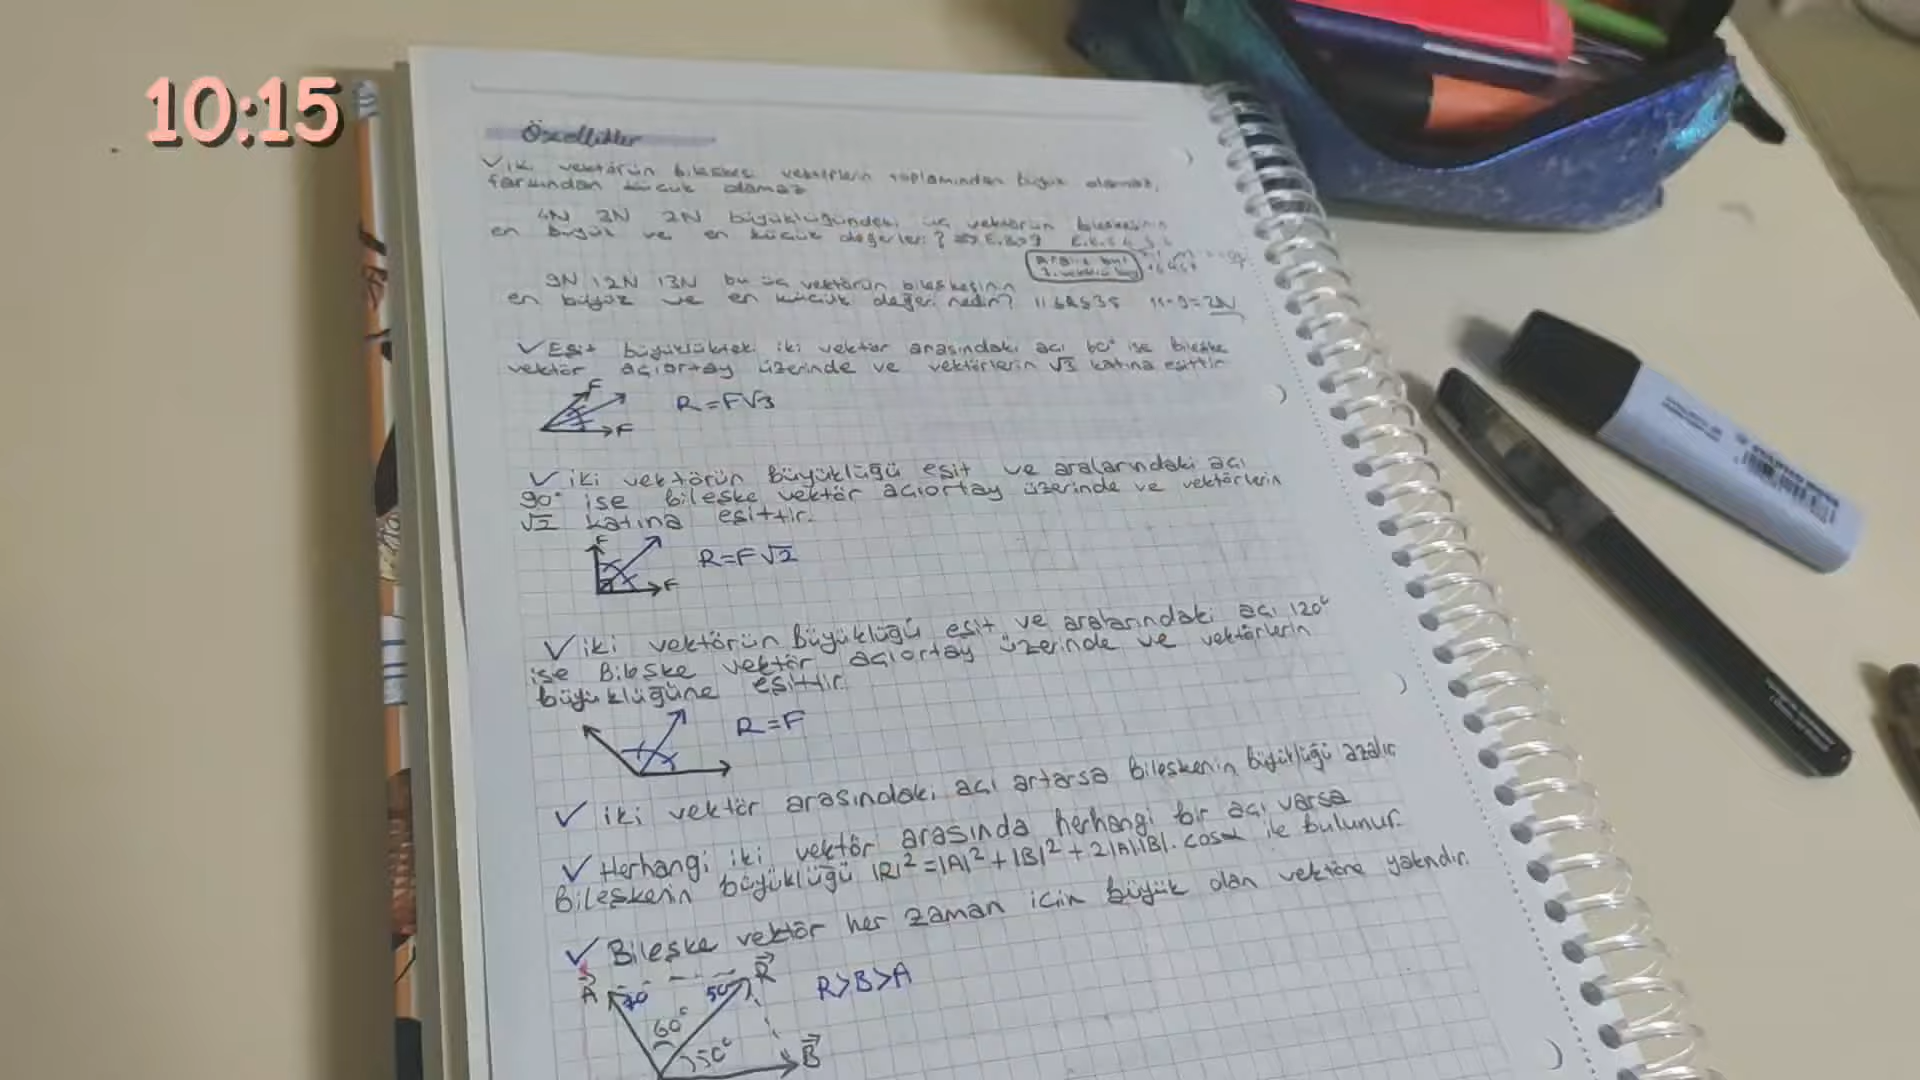 10:15
Özellikler
✓ iki vektörün bileşkesi vektörlerin toplamından büyük olamaz,
farkından küçük olamaz
4N 3N 2N büyüklüğündeki üç vektörün bileşkesinin
en büyük ve en küçük değerleri?
9N 12N 13N bu üç vektörün bileşkesinin
en büyük ve en küçük değeri nedir?
✓ Eşit büyüklükteki iki vektör arasındaki açı 60° ise bileşke
vektör açıortay üzerinde ve vektörlerin √3 katına eşittir
F
F
R=F√3
✓ iki vektörün büyüklüğü eşit ve aralarındaki açı
90° ise bileşke vektör açıortay üzerinde ve vektörlerin
√2 katına eşittir.
F
F
R=F√2
✓ iki vektörün büyüklüğü eşit ve aralarındaki açı 120°
ise Bileşke vektör açıortay üzerinde ve vektörlerin
büyüklüğüne eşittir.
R=F
✓ iki vektör arasındaki açı artarsa bileşkenin büyüklüğü azalır
✓ Herhangi iki vektör arasında herhangi bir açı varsa
Bileşkenin büyüklüğü |R|² = |A|² + |B|² + 2|A|.|B|. cosα ile bulunur.
✓ Bileşke vektör her zaman için büyük olan vektöre yakındır.
A R
50
R>B>A
60°
50°
B